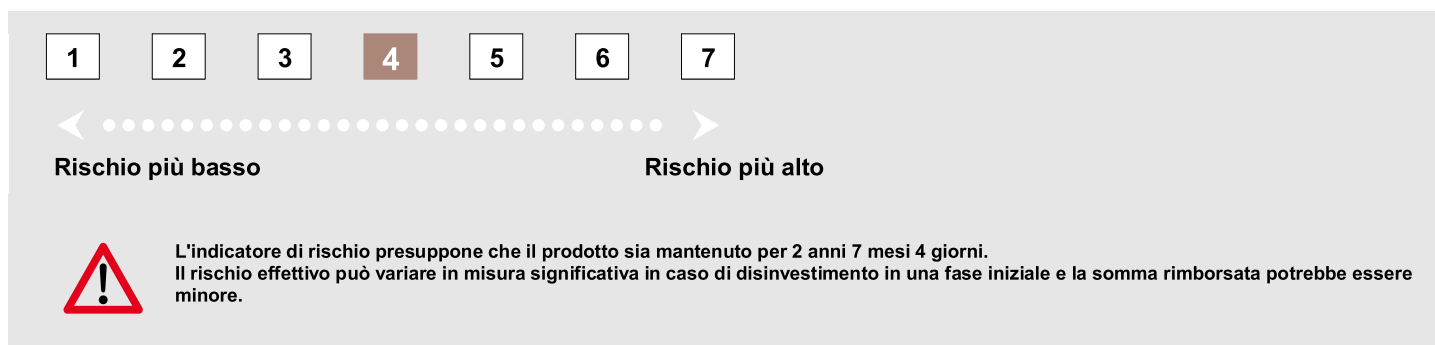 1 2 3 4 5 6 7
Rischio più basso Rischio più alto
L'indicatore di rischio presuppone che il prodotto sia mantenuto per 2 anni 7 mesi 4 giorni.
Il rischio effettivo può variare in misura significativa in caso di disinvestimento in una fase iniziale e la somma rimborsata potrebbe essere
minore.